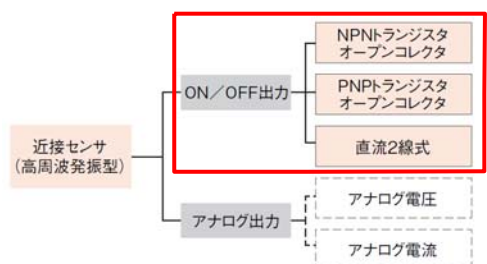 NPNトランジスタ
オープンコレクタ
ON／OFF出力
PNPトランジスタ
オープンコレクタ
直流2線式
近接センサ
(高周波発振型)
アナログ出力
アナログ電圧
アナログ電流